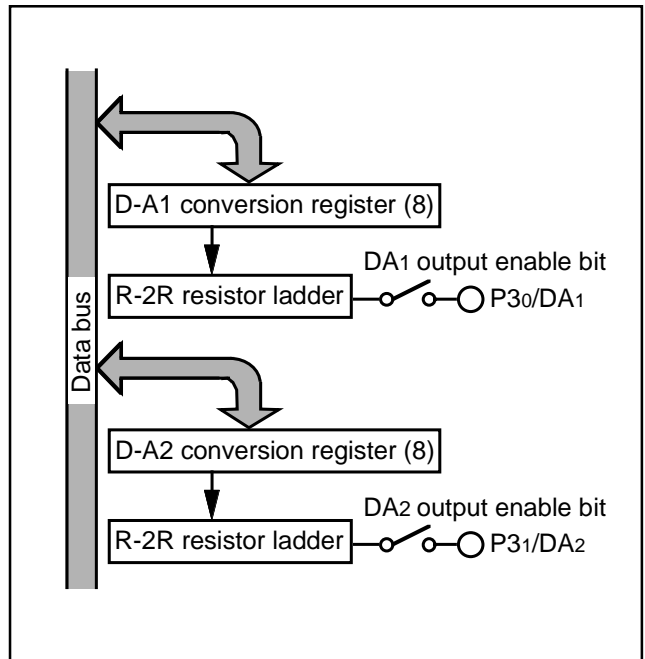 Data bus
D-A1 conversion register (8)
DA1 output enable bit
R-2R resistor ladder
P30/DA1
D-A2 conversion register (8)
DA2 output enable bit
R-2R resistor ladder
P31/DA2